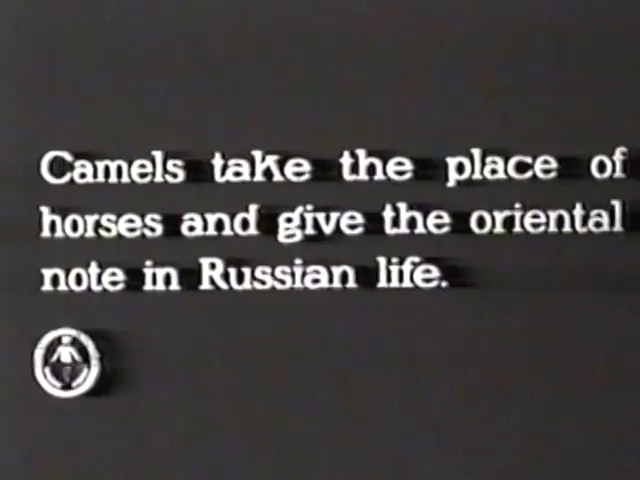 Camels take the place of
horses and give the oriental
note in Russian life.